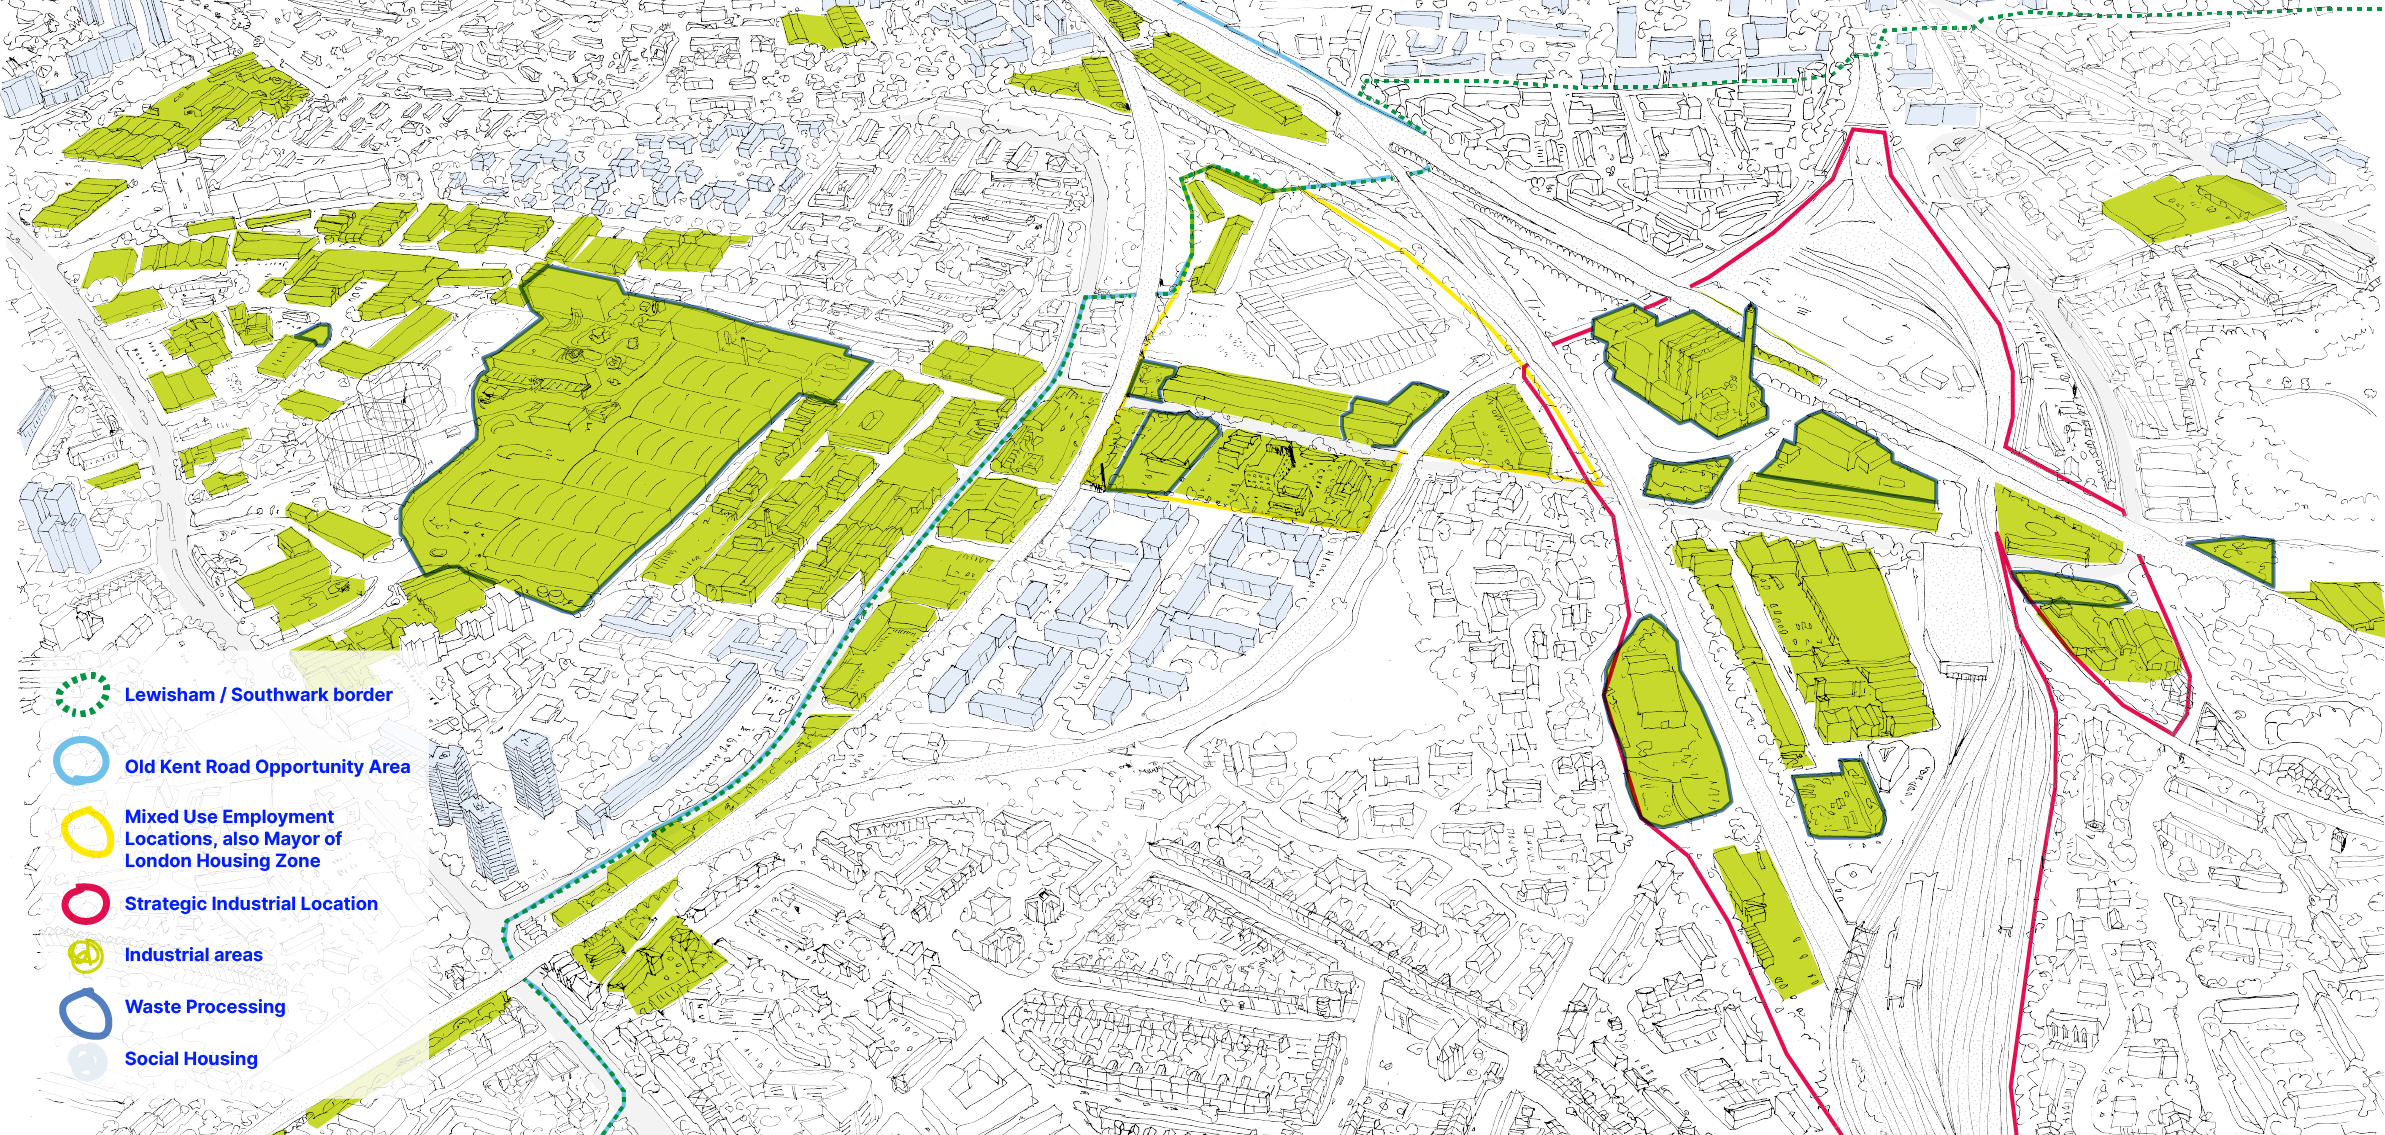 Lewisham / Southwark border
Old Kent Road Opportunity Area
Mixed Use Employment
Locations, also Mayor of
London Housing Zone
Strategic Industrial Location
Industrial areas
Waste Processing
Social Housing